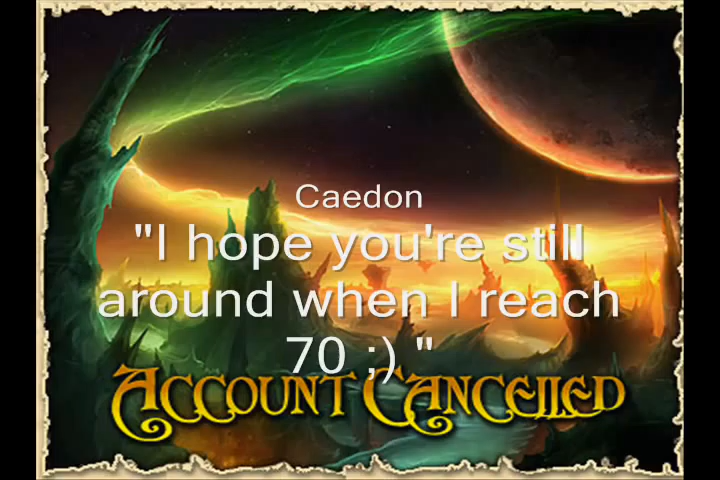 Caedon
"I hope you're still
around when I reach
70 ;) "
Account Cancelled